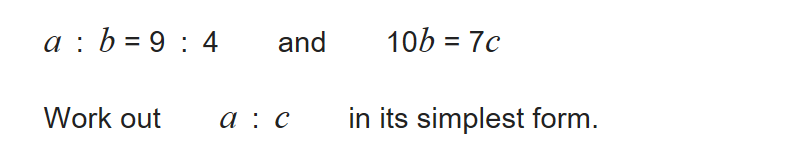 a : b = 9 : 4 and 10b = 7c
Work out a : c in its simplest form.